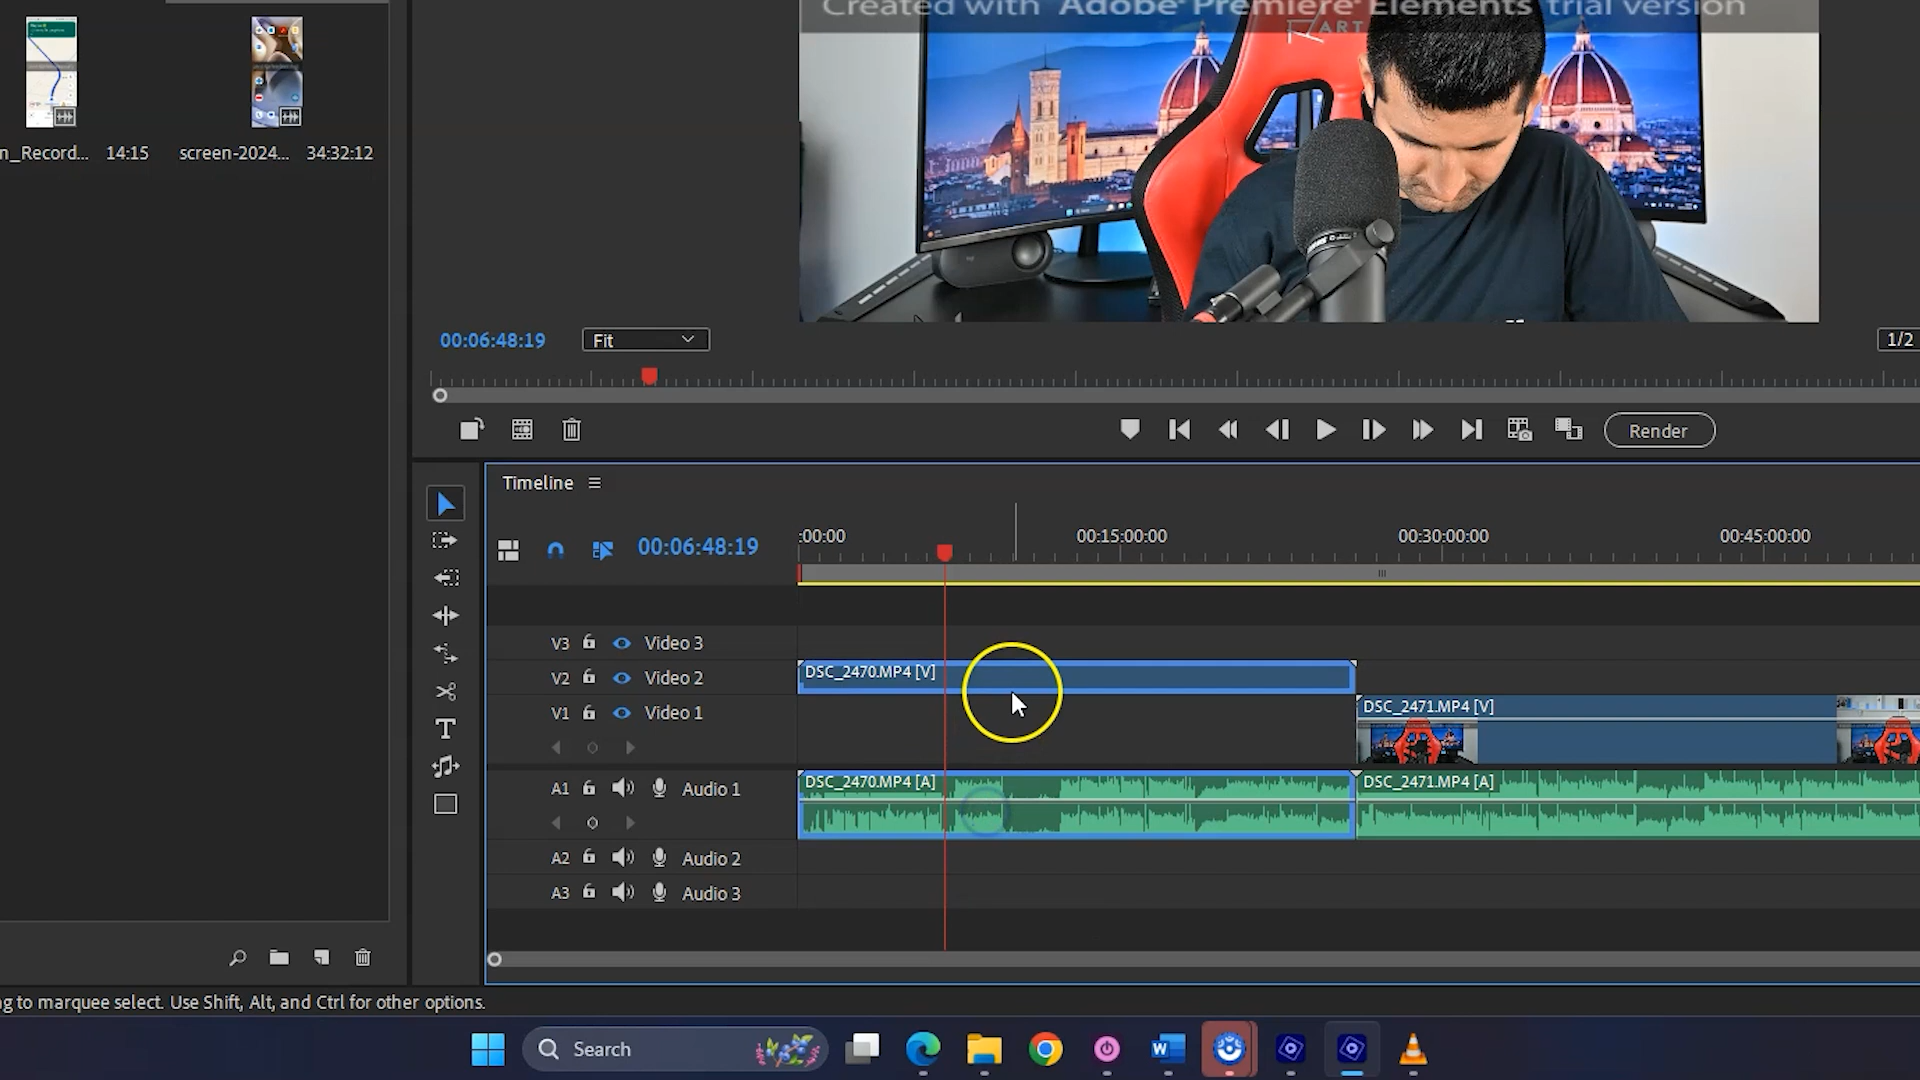 Created with Adobe Premiere Elements trial version
ART
n_Record... 14:15
screen-2024... 34:32:12
00:06:48:19
Fit
1/2
Render
Timeline
00:06:48:19
:00:00
00:15:00:00
00:30:00:00
00:45:00:00
V3 Video 3
V2 Video 2
DSC_2470.MP4 [V]
V1 Video 1
DSC_2471.MP4 [V]
A1 Audio 1
DSC_2470.MP4 [A]
DSC_2471.MP4 [A]
A2 Audio 2
A3 Audio 3
g to marquee select. Use Shift, Alt, and Ctrl for other options.
Search